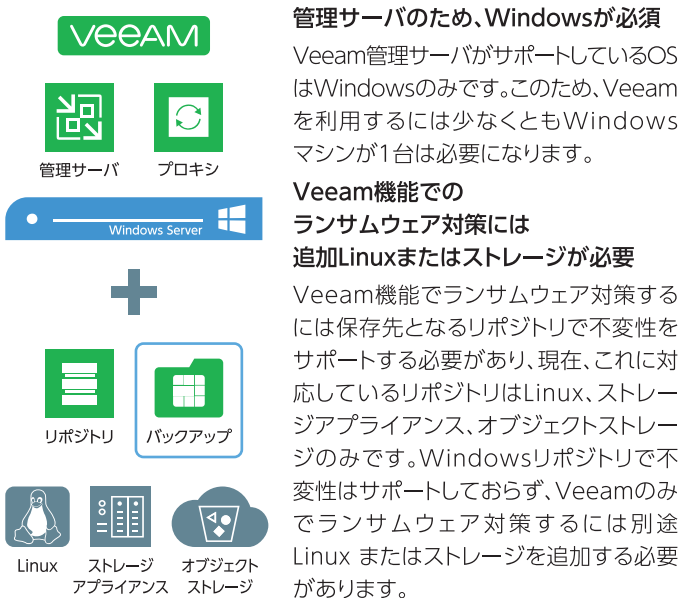 veeam
管理サーバ
プロキシ
Windows Server
リポジトリ
バックアップ
Linux
ストレージ
アプライアンス
オブジェクト
ストレージ
管理サーバのため、Windowsが必須
Veeam管理サーバがサポートしているOS
はWindowsのみです。このため、Veeam
を利用するには少なくともWindows
マシンが1台は必要になります。
Veeam機能での
ランサムウェア対策には
追加Linuxまたはストレージが必要
Veeam機能でランサムウェア対策する
には保存先となるリポジトリで不変性を
サポートする必要があり、現在、これに対
応しているリポジトリはLinux、ストレー
ジアプライアンス、オブジェクトストレー
ジのみです。Windowsリポジトリで不
変性はサポートしておらず、Veeamのみ
でランサムウェア対策するには別途
Linux またはストレージを追加する必要
があります。